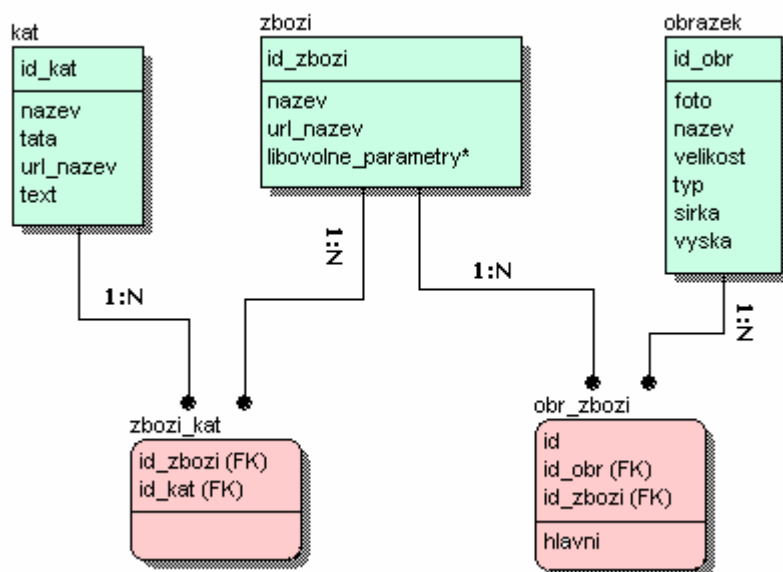 kat
id_kat
nazev
tata
url_nazev
text
zbozi
id_zbozi
nazev
url_nazev
libovolne_parametry*
obrazek
id_obr
foto
nazev
velikost
typ
sirka
vyska
1:N
1:N
1:N
1:N
zbozi_kat
id_zbozi (FK)
id_kat (FK)
obr_zbozi
id
id_obr (FK)
id_zbozi (FK)
hlavni